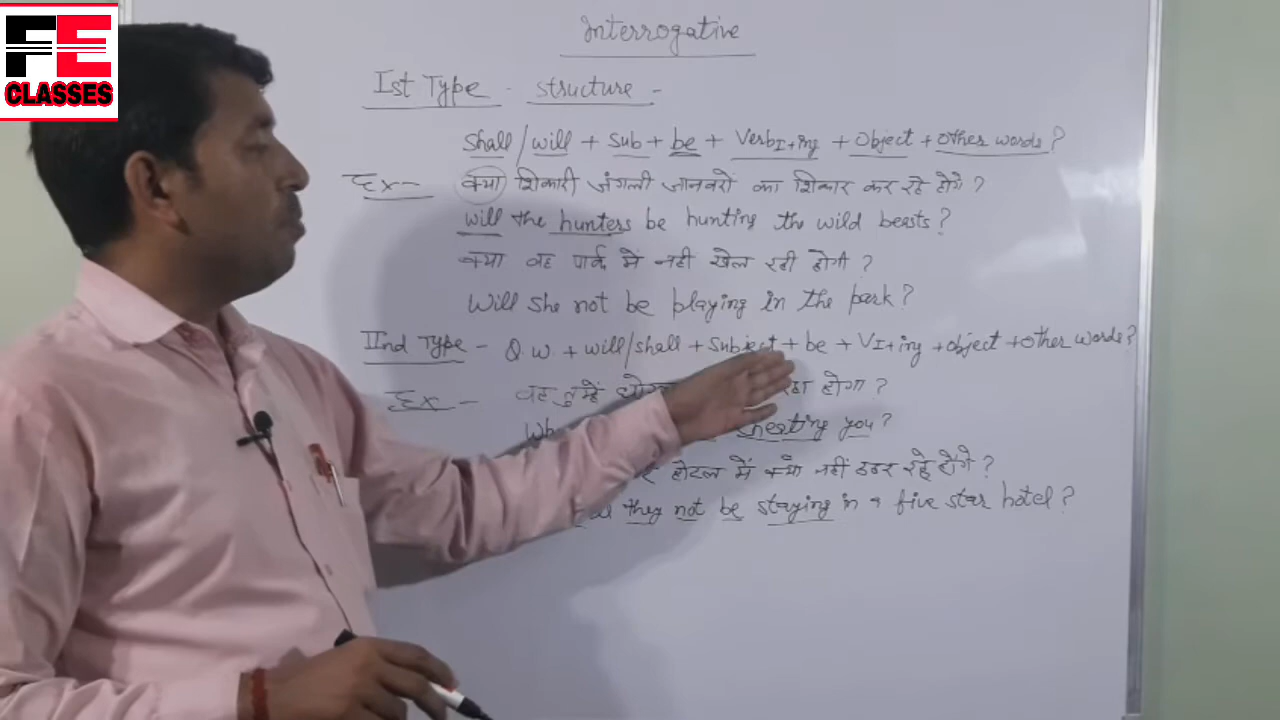 FE
CLASSES
Interrogative
Ist Type - structure -
shall/will + sub + be + VerbI+ing + object + other words?
Ex- क्या शिकारी जंगली जानवरों का शिकार कर रहे होंगे ?
will the hunters be hunting the wild beasts?
क्या वह पार्क में नही खेल रही होगी ?
Will she not be playing in the park?
IInd Type - Q.W. + will/shall + subject + be + VI+ing + object + other words?
Ex - वह तुम्हें रहा होगा ?
cheating you?
होटल में क्यों नहीं ठहर रहे होंगे ?
they not be staying in a five star hotel?